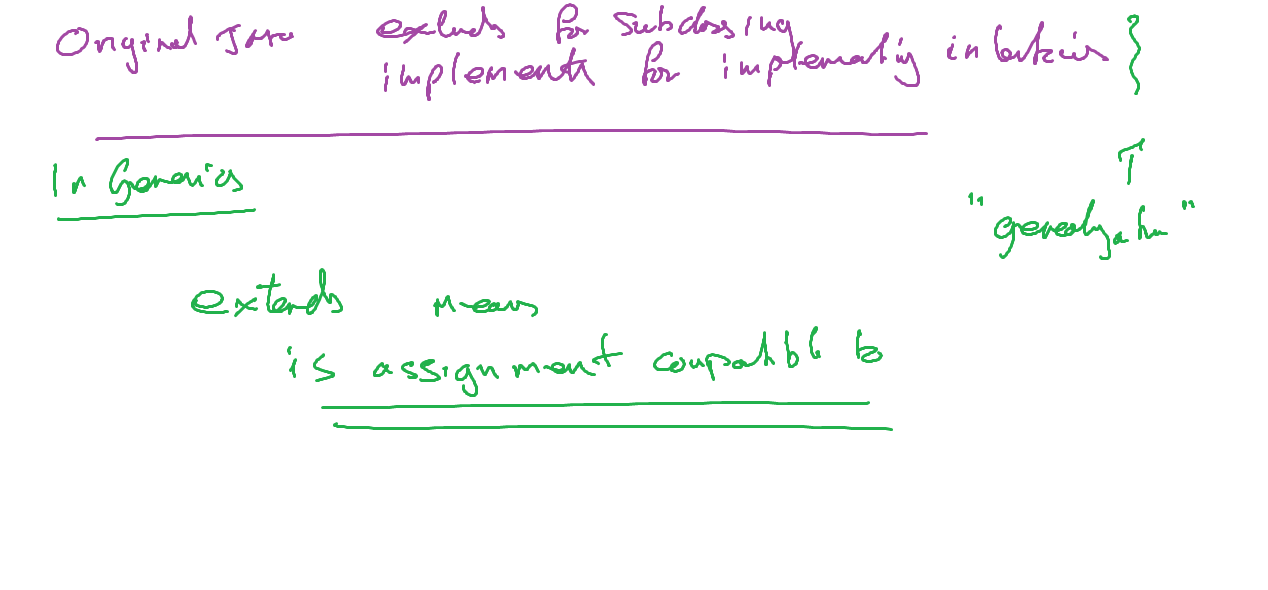 Original Java extends for subclassing
implements for implementing interfaces }
In Generics
"generalization"
extends means
is assignment compatible to